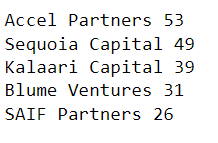 Accel Partners 53
Sequoia Capital 49
Kalaari Capital 39
Blume Ventures 31
SAIF Partners 26